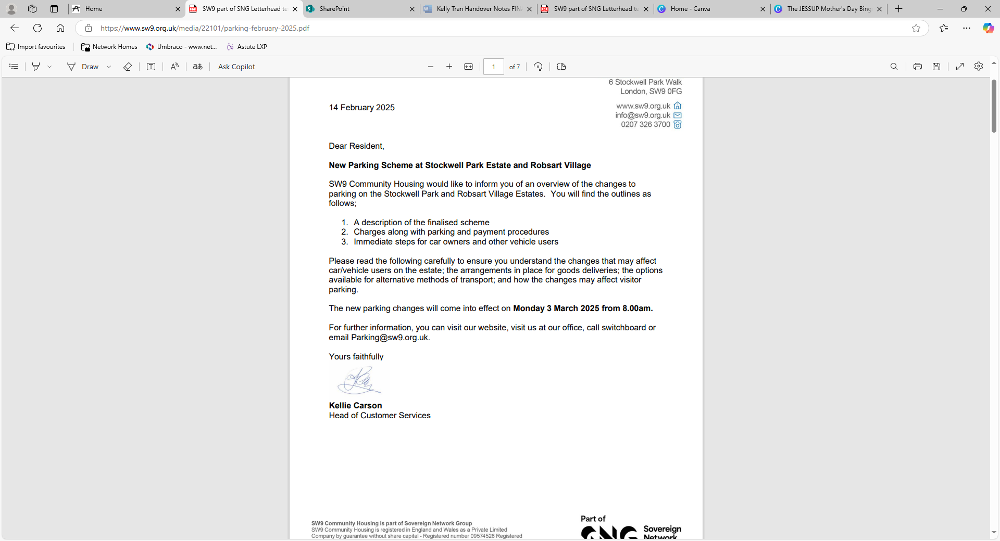 Home
SW9 part of SNG Letterhead te
SharePoint
Kelly Tran Handover Notes FIN
SW9 part of SNG Letterhead te
Home - Canva
The JESSUP Mother's Day Bing
https://www.sw9.org.uk/media/22101/parking-february-2025.pdf
Import favourites
Network Homes
Umbraco - www.net...
Astute LXP
Draw
Ask Copilot
1
of 7
6 Stockwell Park Walk
London, SW9 0FG
14 February 2025
www.sw9.org.uk
info@sw9.org.uk
0207 326 3700
Dear Resident,
New Parking Scheme at Stockwell Park Estate and Robsart Village
SW9 Community Housing would like to inform you of an overview of the changes to
parking on the Stockwell Park and Robsart Village Estates.  You will find the outlines as
follows;
1. A description of the finalised scheme
2. Charges along with parking and payment procedures
3. Immediate steps for car owners and other vehicle users
Please read the following carefully to ensure you understand the changes that may affect
car/vehicle users on the estate; the arrangements in place for goods deliveries; the options
available for alternative methods of transport; and how the changes may affect visitor
parking.
The new parking changes will come into effect on Monday 3 March 2025 from 8.00am.
For further information, you can visit our website, visit us at our office, call switchboard or
email Parking@sw9.org.uk.
Yours faithfully
Kellie Carson
Head of Customer Services
SW9 Community Housing is part of Sovereign Network Group
SW9 Community Housing is registered in England and Wales as a Private Limited
Company by guarantee without share capital - Registered number 09574528 Registered
Part of
SNG
Sovereign
Network